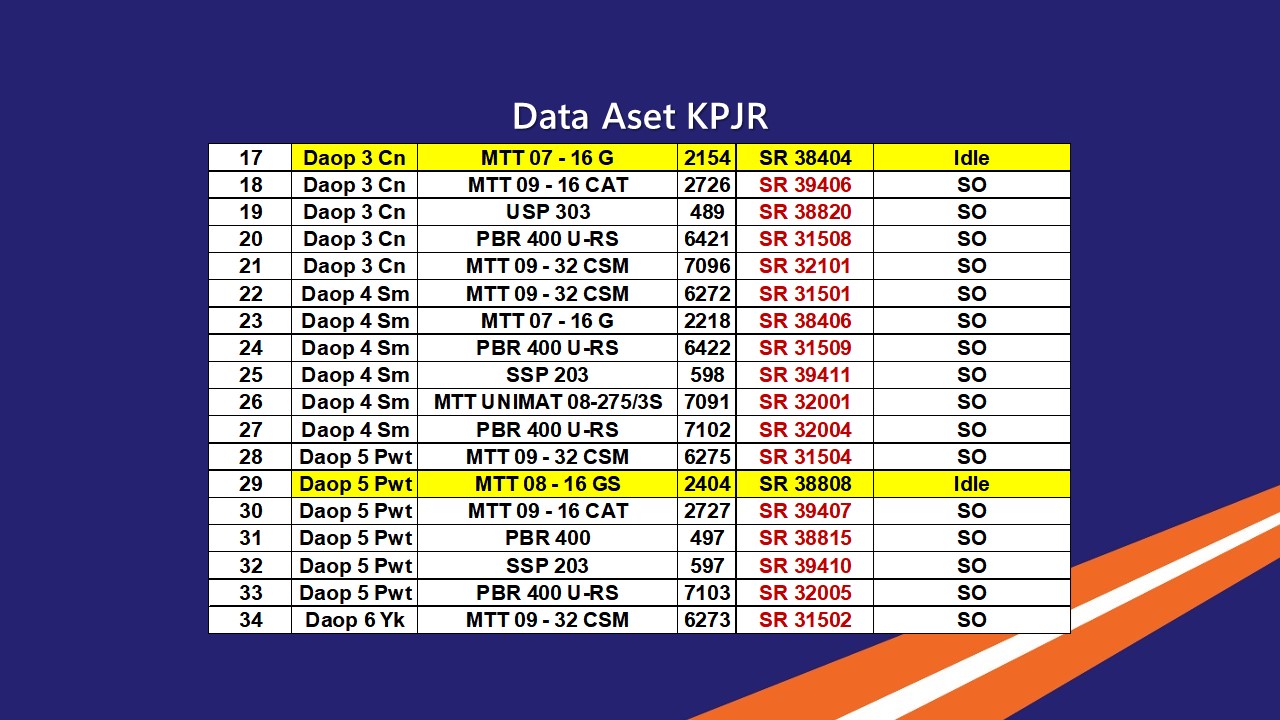 Data Aset KPJR
17 Daop 3 Cn MTT 07 - 16 G 2154 SR 38404 Idle
18 Daop 3 Cn MTT 09 - 16 CAT 2726 SR 39406 SO
19 Daop 3 Cn USP 303 489 SR 38820 SO
20 Daop 3 Cn PBR 400 U-RS 6421 SR 31508 SO
21 Daop 3 Cn MTT 09 - 32 CSM 7096 SR 32101 SO
22 Daop 4 Sm MTT 09 - 32 CSM 6272 SR 31501 SO
23 Daop 4 Sm MTT 07 - 16 G 2218 SR 38406 SO
24 Daop 4 Sm PBR 400 U-RS 6422 SR 31509 SO
25 Daop 4 Sm SSP 203 598 SR 39411 SO
26 Daop 4 Sm MTT UNIMAT 08-275/3S 7091 SR 32001 SO
27 Daop 4 Sm PBR 400 U-RS 7102 SR 32004 SO
28 Daop 5 Pwt MTT 09 - 32 CSM 6275 SR 31504 SO
29 Daop 5 Pwt MTT 08 - 16 GS 2404 SR 38808 Idle
30 Daop 5 Pwt MTT 09 - 16 CAT 2727 SR 39407 SO
31 Daop 5 Pwt PBR 400 497 SR 38815 SO
32 Daop 5 Pwt SSP 203 597 SR 39410 SO
33 Daop 5 Pwt PBR 400 U-RS 7103 SR 32005 SO
34 Daop 6 Yk MTT 09 - 32 CSM 6273 SR 31502 SO